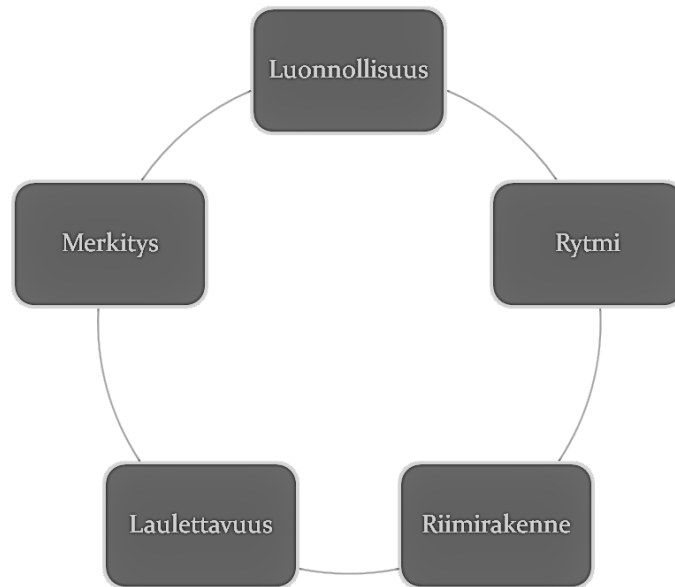 Luonnollisuus
Rytmi
Riimirakenne
Laulettavuus
Merkitys